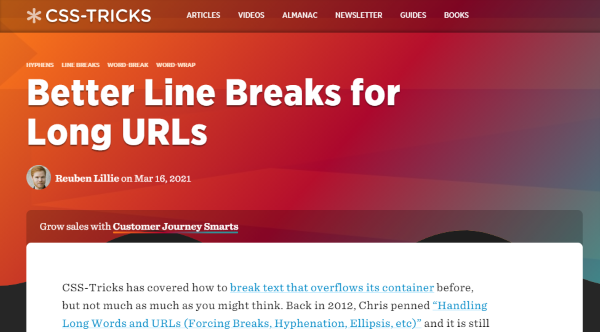 CSS-TRICKS
ARTICLES VIDEOS ALMANAC NEWSLETTER GUIDES BOOKS
HYPHENS LINE BREAKS WORD-BREAK WORD-WRAP
Better Line Breaks for
Long URLs
Reuben Lillie on Mar 16, 2021
Grow sales with Customer Journey Smarts
CSS-Tricks has covered how to break text that overflows its container before,
but not much as much as you might think. Back in 2012, Chris penned “Handling
Long Words and URLs (Forcing Breaks, Hyphenation, Ellipsis, etc)” and it is still